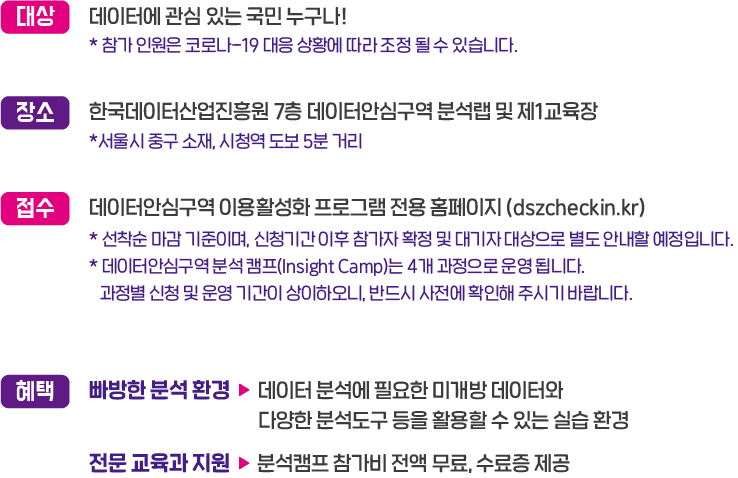 대상 데이터에 관심 있는 국민 누구나!
* 참가 인원은 코로나-19 대응 상황에 따라 조정 될 수 있습니다.
장소 한국데이터산업진흥원 7층 데이터안심구역 분석랩 및 제1교육장
*서울시 중구 소재, 시청역 도보 5분 거리
접수 데이터안심구역 이용활성화 프로그램 전용 홈페이지 (dszcheckin.kr)
* 선착순 마감 기준이며, 신청기간 이후 참가자 확정 및 대기자 대상으로 별도 안내할 예정입니다.
* 데이터안심구역 분석 캠프(Insight Camp)는 4개 과정으로 운영 됩니다.
과정별 신청 및 운영 기간이 상이하오니, 반드시 사전에 확인해 주시기 바랍니다.
혜택 빠방한 분석 환경 ▶ 데이터 분석에 필요한 미개방 데이터와
다양한 분석도구 등을 활용할 수 있는 실습 환경
전문 교육과 지원 ▶ 분석캠프 참가비 전액 무료, 수료증 제공